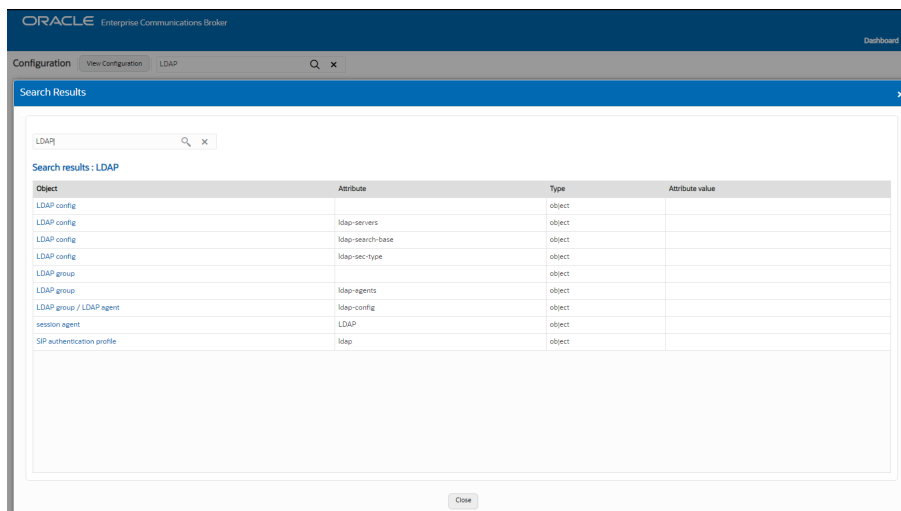 ORACLE Enterprise Communications Broker
Dashboard
Configuration View Configuration LDAP
Search Results
LDAP
Search results : LDAP
Object Attribute Type Attribute value
LDAP config object
LDAP config ldap-servers object
LDAP config ldap-search-base object
LDAP config ldap-sec-type object
LDAP group object
LDAP group ldap-agents object
LDAP group / LDAP agent ldap-config object
session agent LDAP object
SIP authentication profile ldap object
Close